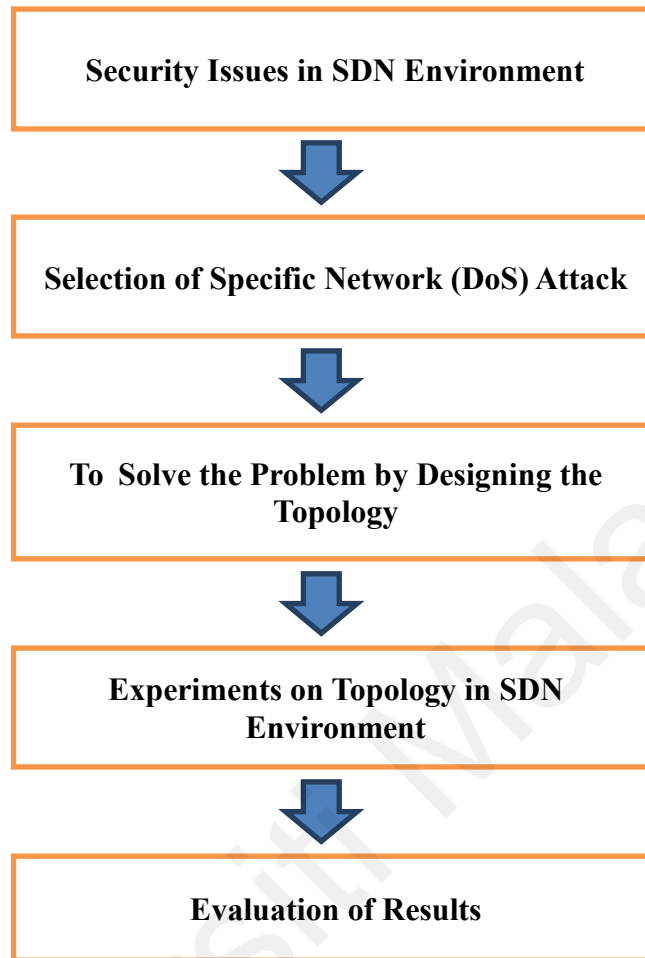 Security Issues in SDN Environment
Selection of Specific Network (DoS) Attack
To Solve the Problem by Designing the
Topology
Experiments on Topology in SDN
Environment
Evaluation of Results